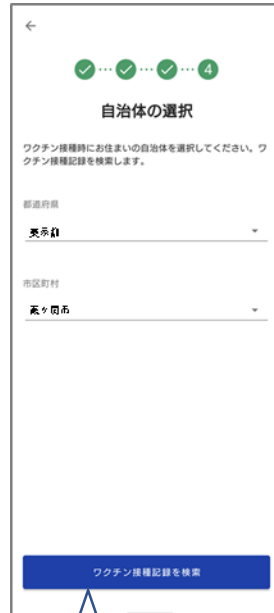 4
自治体の選択
ワクチン接種時にお住まいの自治体を選択してください。ワ
クチン接種記録を検索します。
都道府県
市区町村
ワクチン接種記録を検索